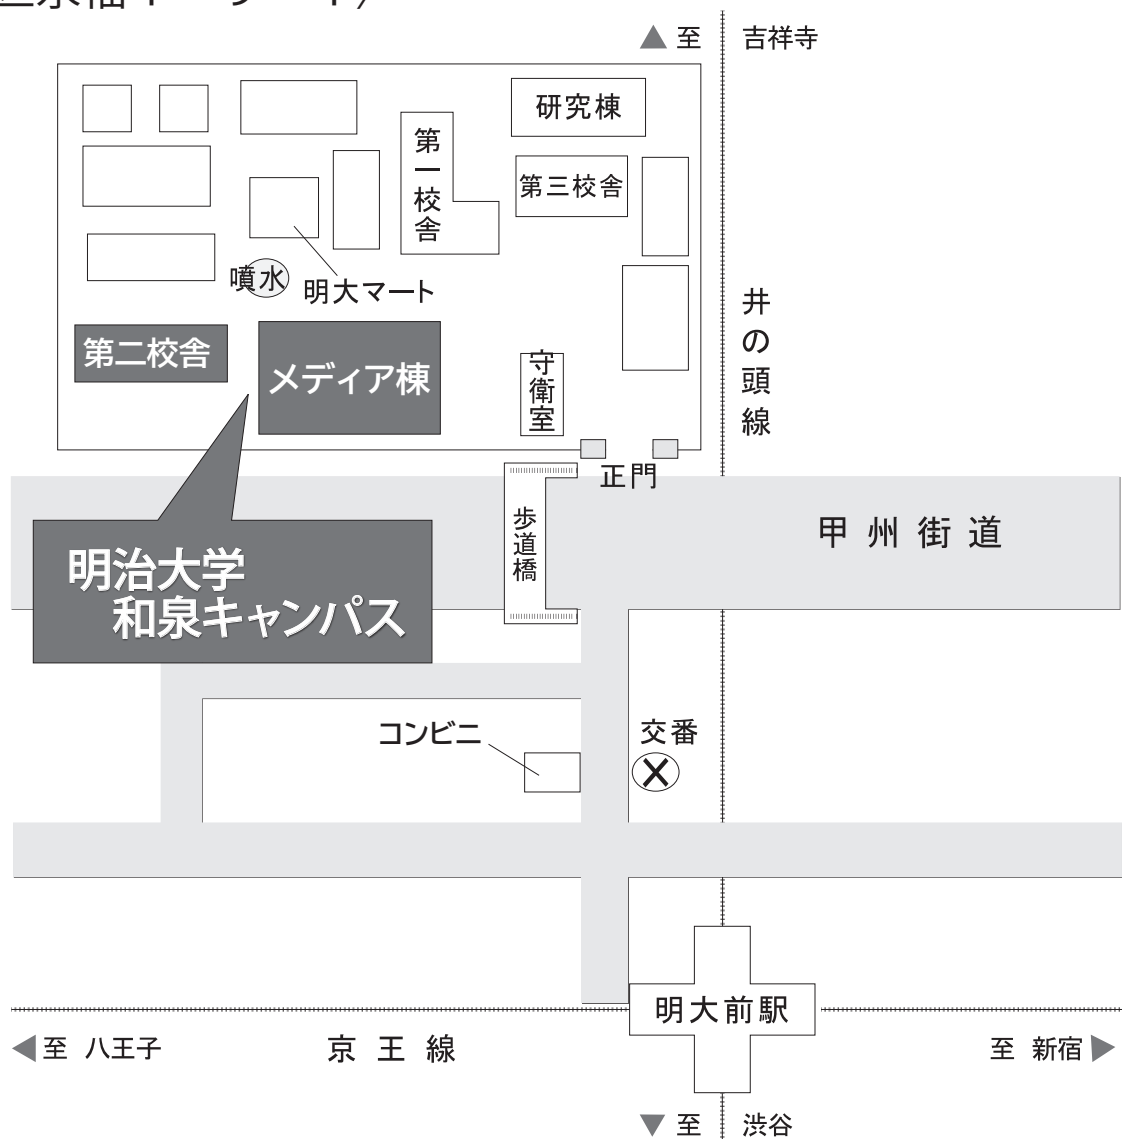 至 吉祥寺
研究棟
第一校舎
第三校舎
噴水
明大マート
井の頭線
第二校舎
メディア棟
守衛室
正門
歩道橋
甲州街道
明治大学
和泉キャンパス
コンビニ
交番
明大前駅
至 八王子
京王線
至 新宿
至 渋谷